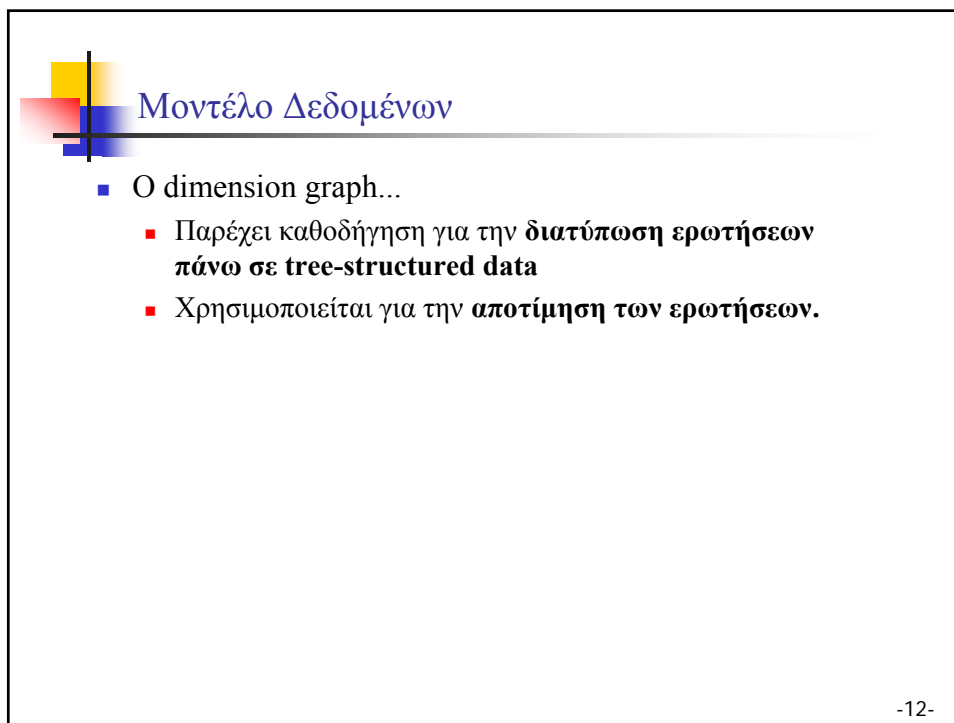 Μοντέλο Δεδομένων
Ο dimension graph...
Παρέχει καθοδήγηση για την διατύπωση ερωτήσεων
πάνω σε tree-structured data
Χρησιμοποιείται για την αποτίμηση των ερωτήσεων.
-12-